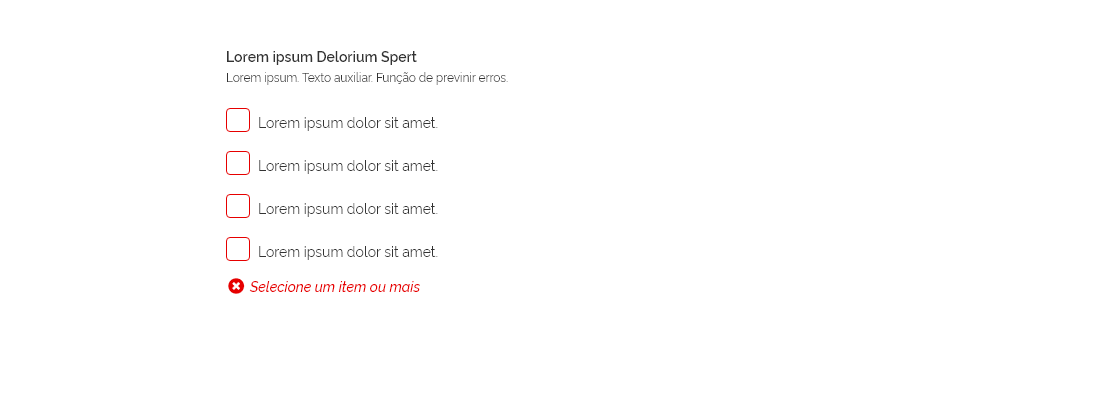 Lorem ipsum Delorium Spert
Lorem ipsum. Texto auxiliar. Função de previnir erros.
Lorem ipsum dolor sit amet.
Lorem ipsum dolor sit amet.
Lorem ipsum dolor sit amet.
Lorem ipsum dolor sit amet.
Selecione um item ou mais